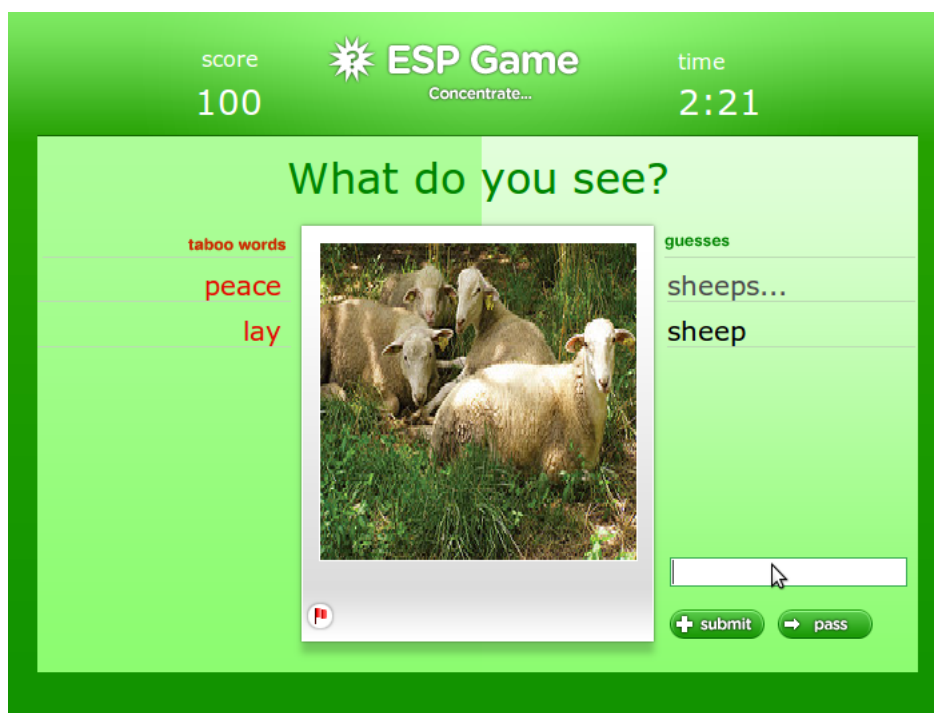 score
100
? ESP Game
Concentrate...
time
2:21
What do you see?
taboo words
peace
lay
guesses
sheeps...
sheep
submit
pass